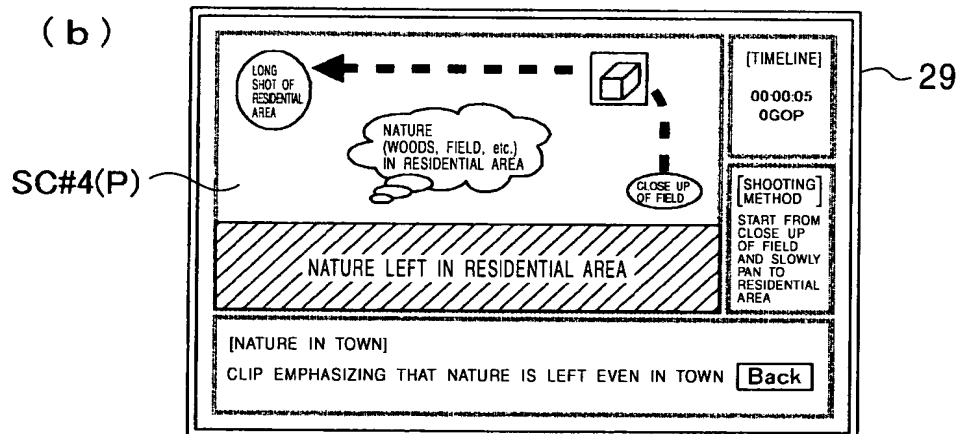 (b)
LONG
SHOT OF
RESIDENTIAL
AREA
NATURE
(WOODS, FIELD, etc.)
IN RESIDENTIAL AREA
CLOSE UP
OF FIELD
SC#4(P)
NATURE LEFT IN RESIDENTIAL AREA
[TIMELINE]
00:00:05
0GOP
29
[SHOOTING
METHOD]
START FROM
CLOSE UP
OF FIELD
AND SLOWLY
PAN TO
RESIDENTIAL
AREA
[NATURE IN TOWN]
CLIP EMPHASIZING THAT NATURE IS LEFT EVEN IN TOWN Back